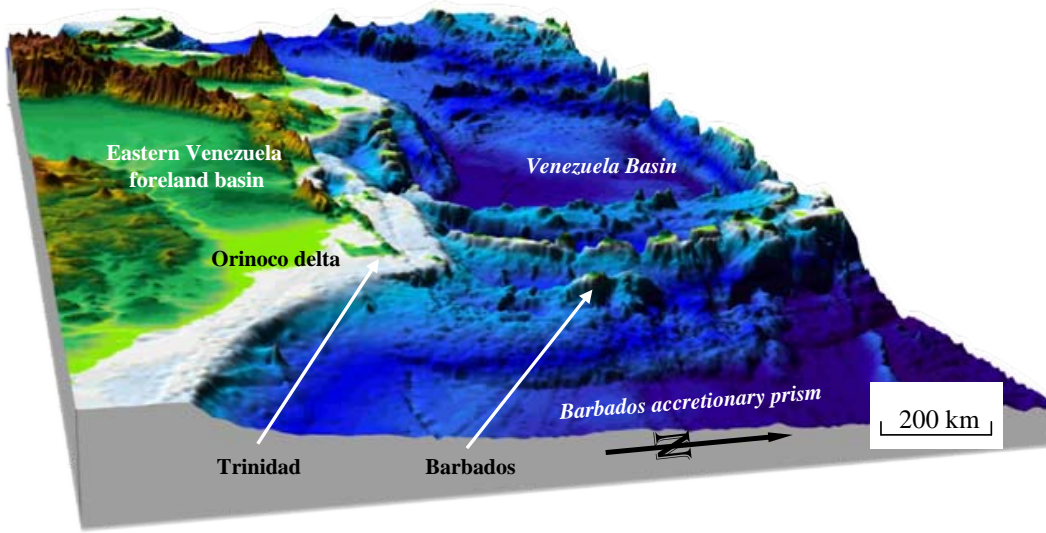 Eastern Venezuela
foreland basin
Venezuela Basin
Orinoco delta
Barbados accretionary prism
200 km
N
Trinidad
Barbados